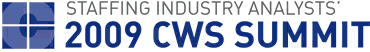 STAFFING INDUSTRY ANALYSTS'
2009 CWS SUMMIT